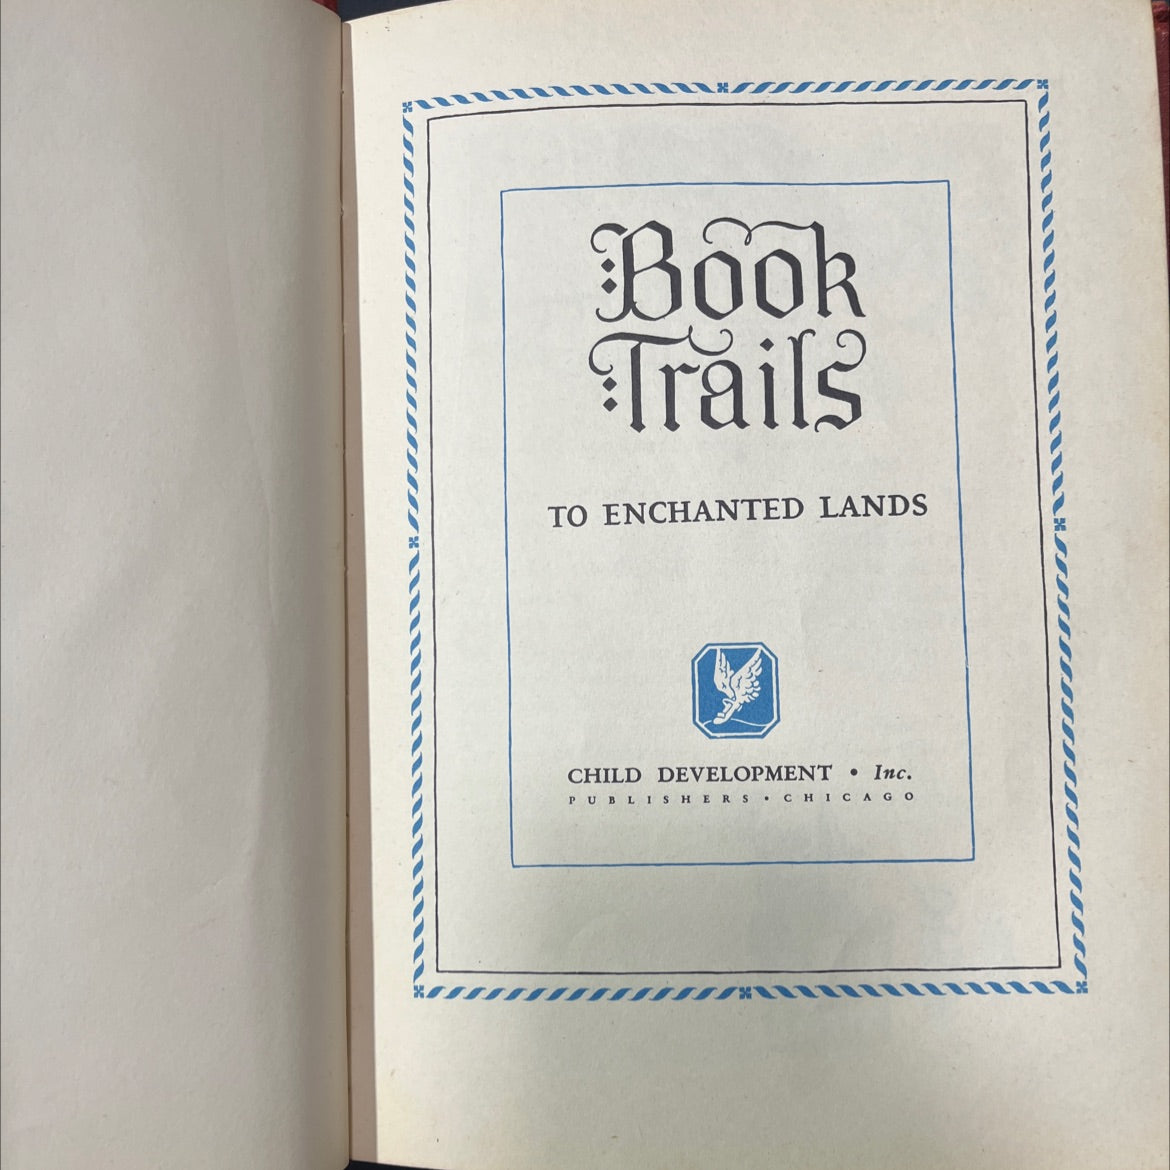 Book
Trails
TO ENCHANTED LANDS
CHILD DEVELOPMENT • Inc.
PUBLISHERS • CHICAGO